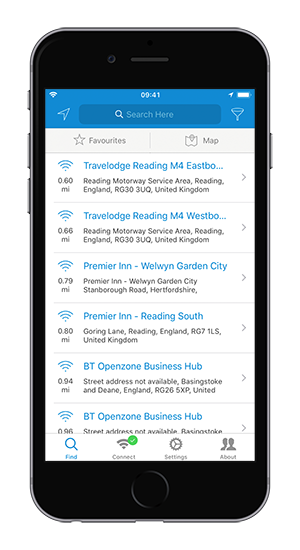 09:41
Search Here
Favourites
Map
Travelodge Reading M4 Eastbo...
0.60
mi
Reading Motorway Service Area, Reading,
England, RG30 3UQ, United Kingdom
Travelodge Reading M4 Westbo...
0.66
mi
Reading Motorway Service Area, Reading,
England, RG30 3UQ, United Kingdom
Premier Inn - Welwyn Garden City
0.79
mi
Premier Inn - Welwyn Garden City
Stanborough Road, Hertfordshire,
Premier Inn - Reading South
0.80
mi
Goring Lane, Reading, England, RG7 1LS,
United Kingdom
BT Openzone Business Hub
0.94
mi
Street address not available, Basingstoke
and Deane, England, RG26 5XP, United
BT Openzone Business Hub
0.96
Street address not available, Basingstoke
Find
Connect
Settings
About